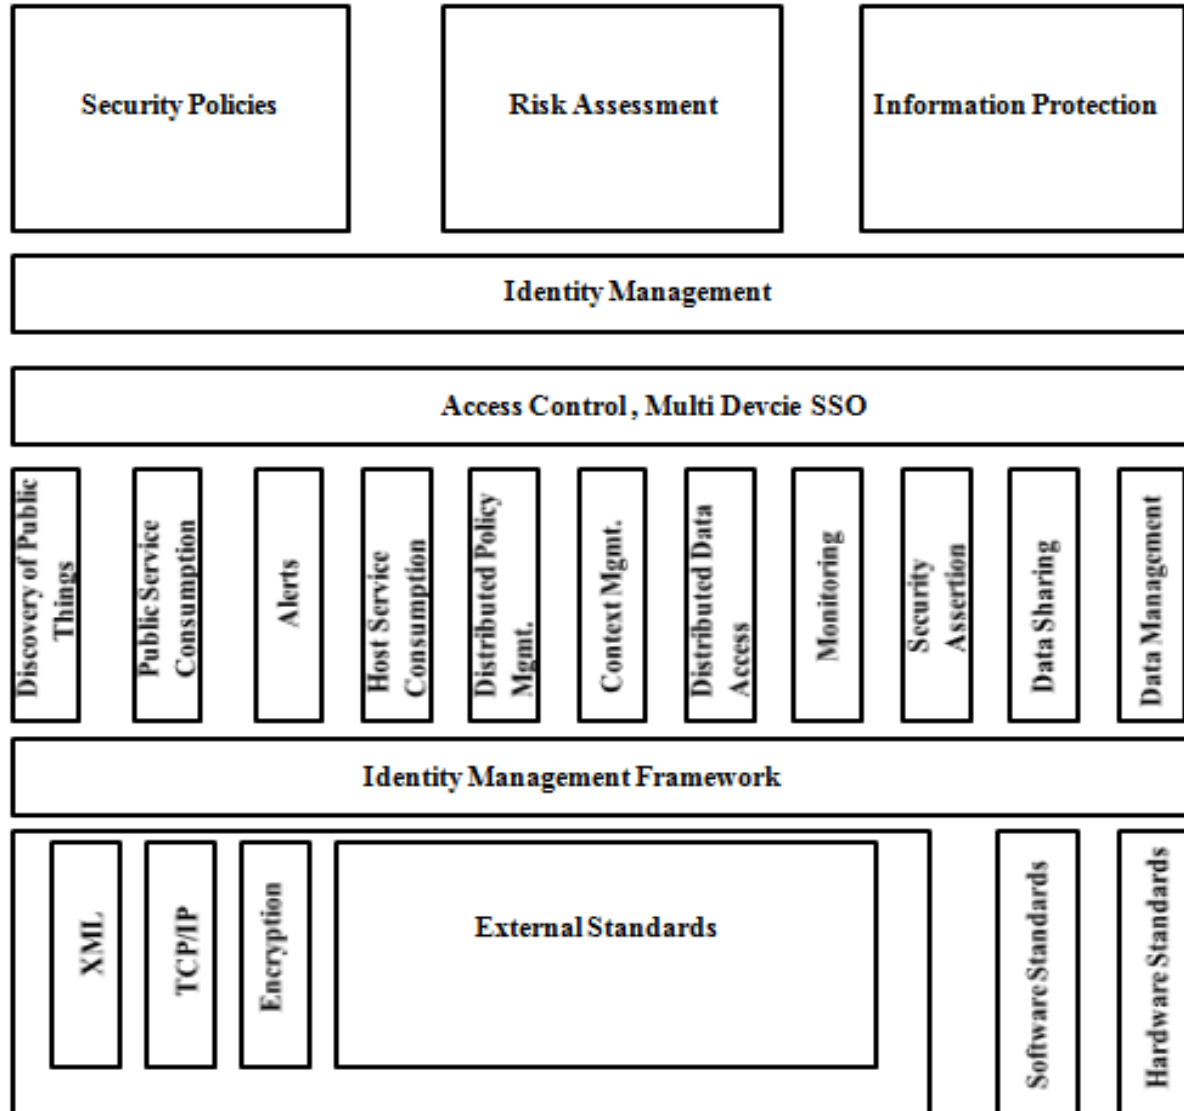 Security Policies
Risk Assessment
Information Protection
Identity Management
Access Control, Multi Devcie SSO
Discovery of Public
Things
Public Service
Consumption
Alerts
Host Service
Consumption
Distributed Policy
Mgmt.
Context Mgmt.
Distributed Data
Access
Monitoring
Security
Assertion
Data Sharing
Data Management
Identity Management Framework
XML
TCP/IP
Encryption
External Standards
Software Standards
Hardware Standards